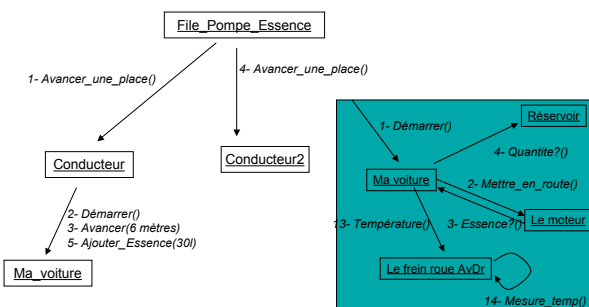 File_Pompe_Essence
1- Avancer_une_place()
4- Avancer_une_place()
Conducteur
Conducteur2
2- Démarrer()
3- Avancer(6 mètres)
5- Ajouter_Essence(30l)
Ma_voiture
Réservoir
1- Démarrer()
4- Quantite?()
Ma voiture
2- Mettre_en_route()
13- Température()
3- Essence?()
Le moteur
Le frein roue AvDr
14- Mesure_temp()